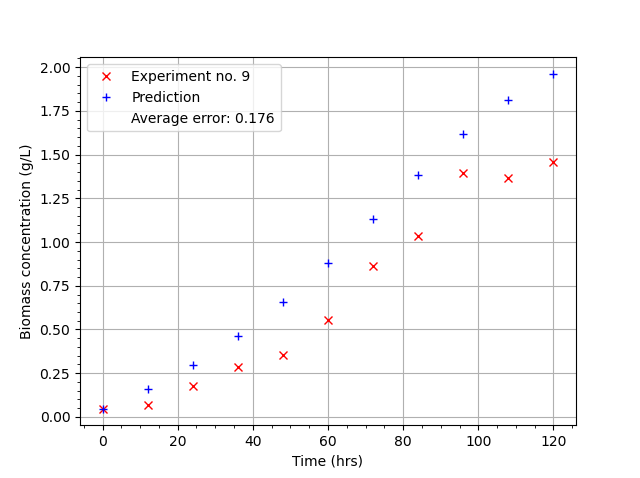 Experiment no. 9
Prediction
Average error: 0.176
2.00
1.75
1.50
1.25
1.00
0.75
0.50
0.25
0.00
Biomass concentration (g/L)
0 20 40 60 80 100 120
Time (hrs)